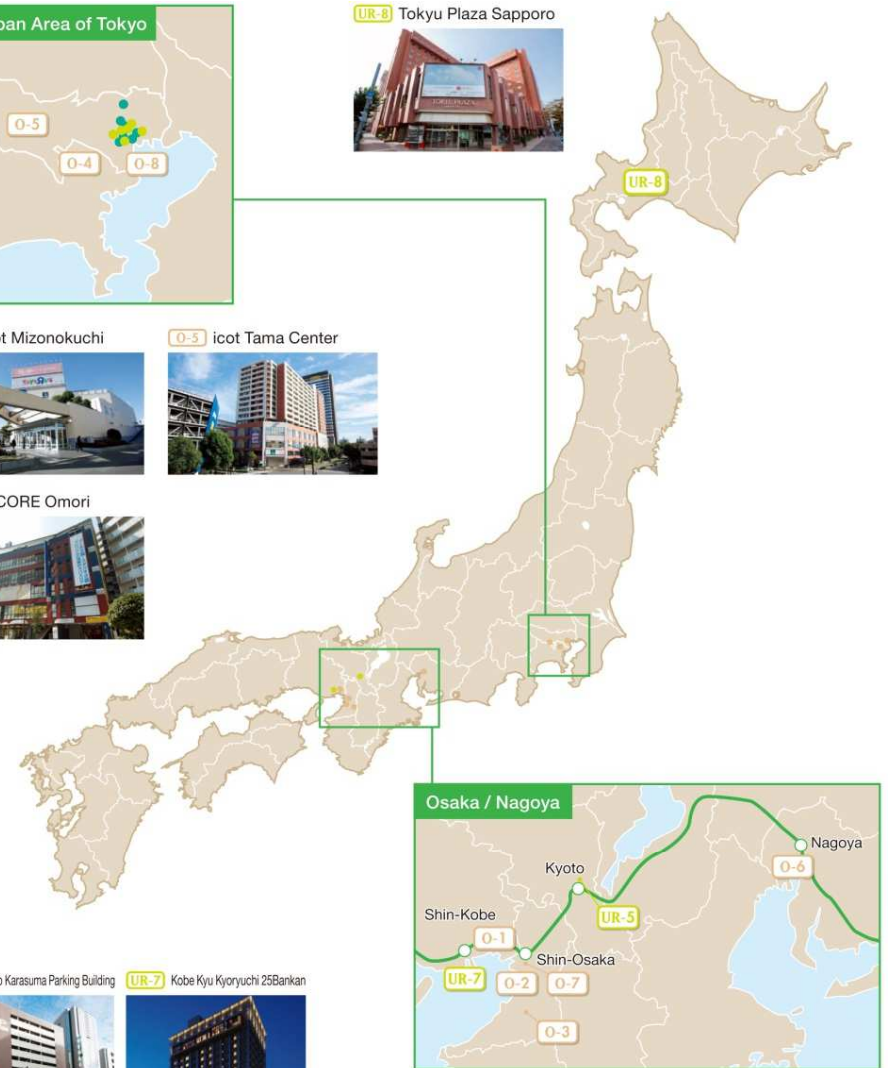 UR-8 Tokyu Plaza Sapporo
Area of Tokyo
O-5
O-4
O-8
UR-8
Mizonokuchi
O-5 icot Tama Center
CORE Omori
Osaka / Nagoya
Nagoya
O-6
Kyoto
UR-5
Shin-Kobe
O-1
Shin-Osaka
UR-7
O-2
O-7
O-3
Karasuma Parking Building
UR-7 Kobe Kyu Kyoryuchi 25Bankan